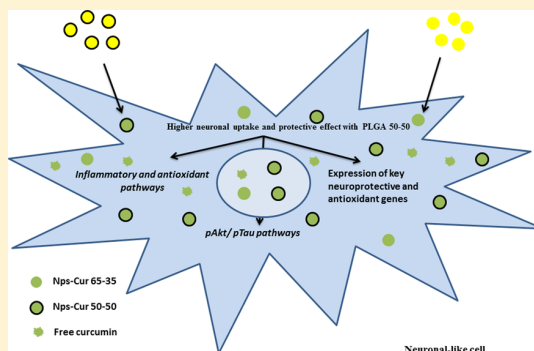 Higher neuronal uptake and protective effect with PLGA 50-50
Inflammatory and antioxidant
pathways
Expression of key
neuroprotective and
antioxidant genes
pAkt/ pTau pathways
Nps-Cur 65-35
Nps-Cur 50-50
Free curcumin
Neuronal-like cell